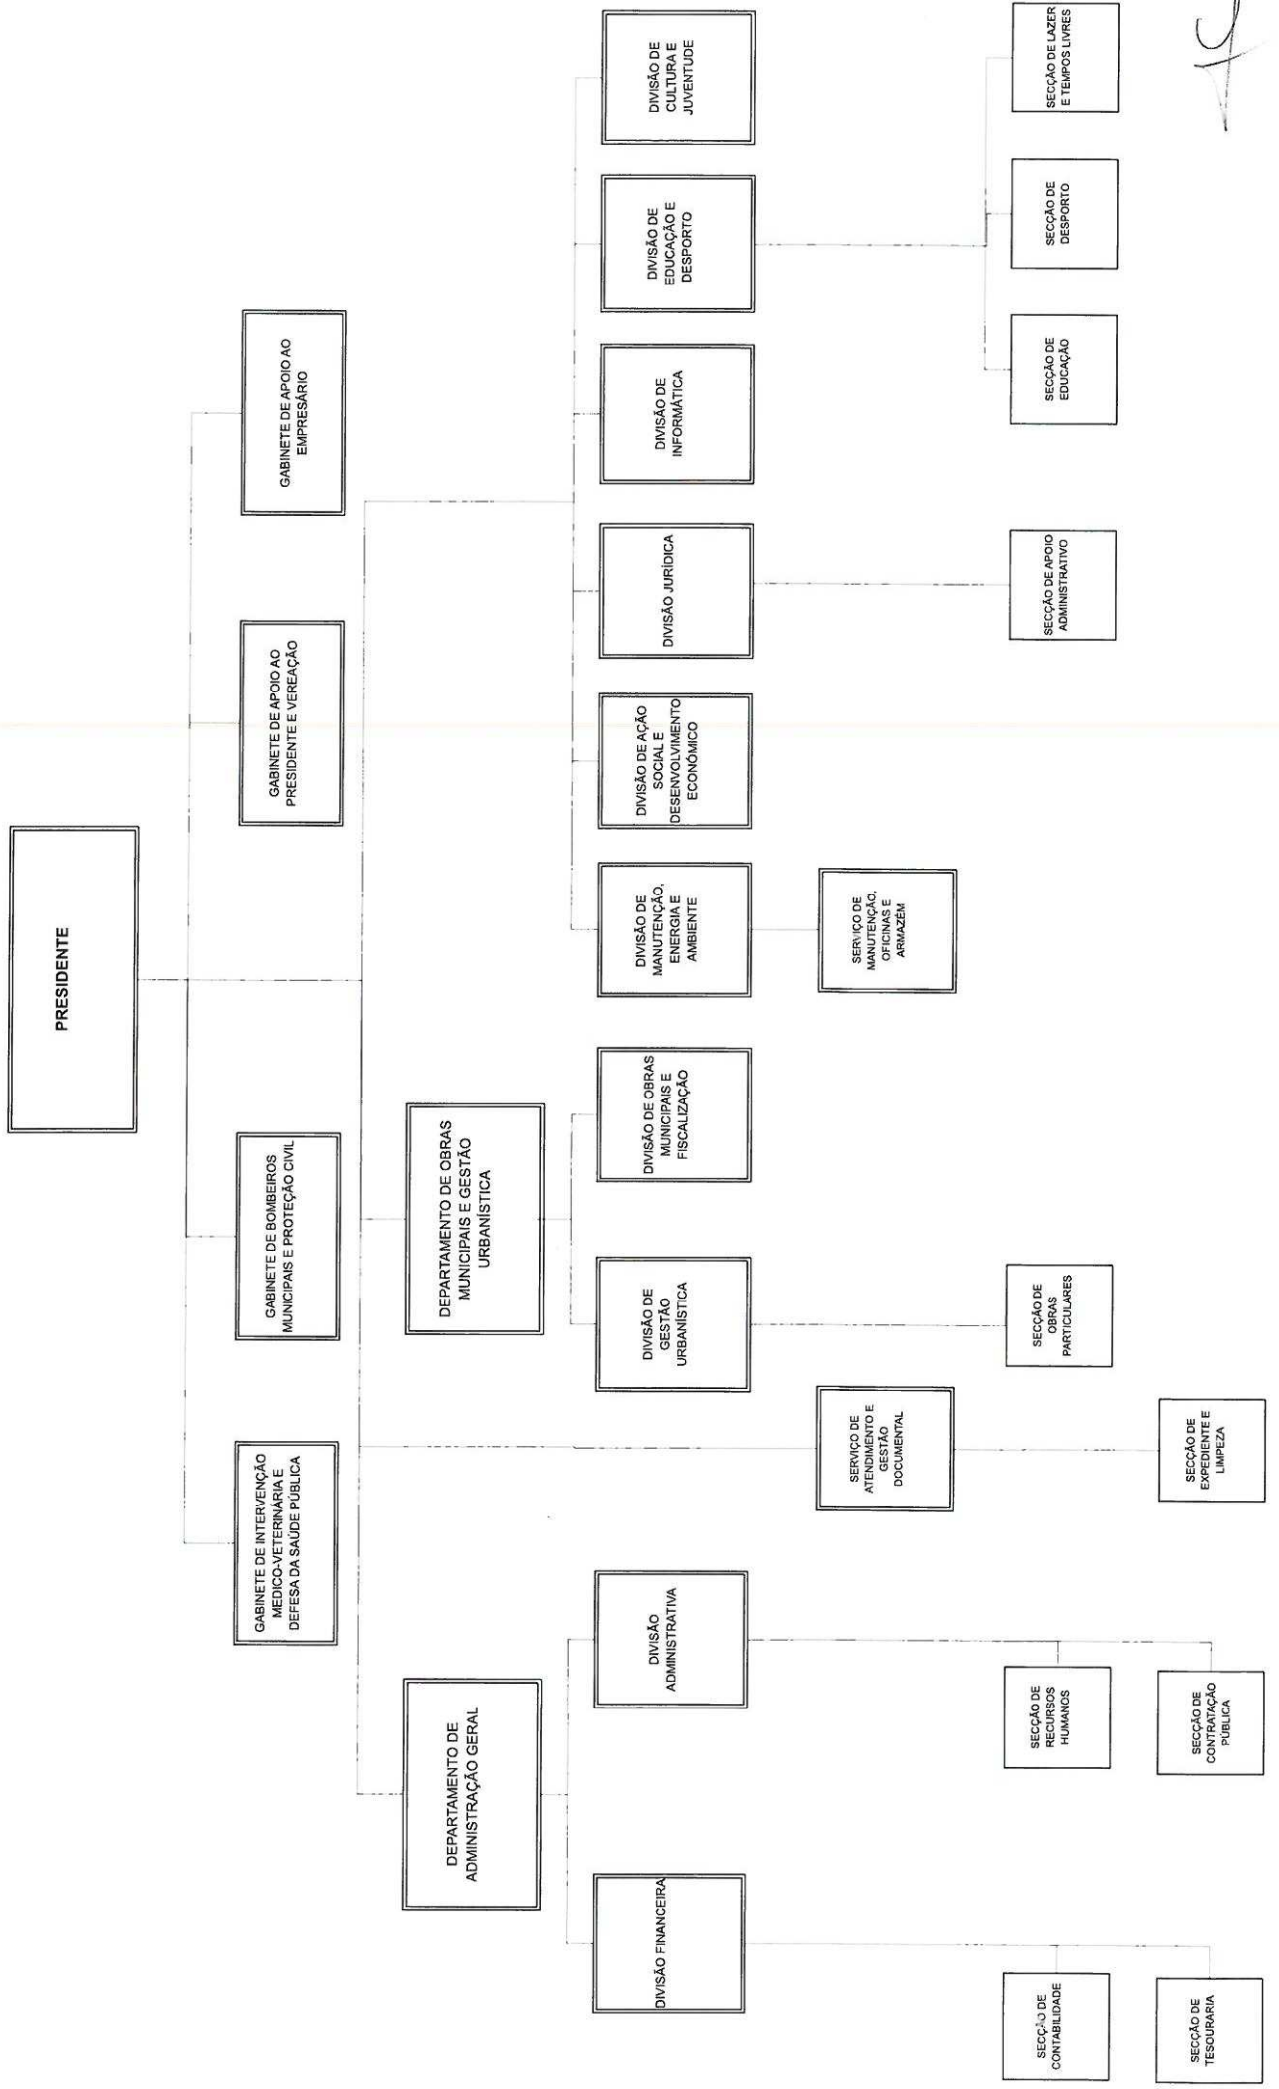 PRESIDENTE
GABINETE DE INTERVENÇÃO
MEDICO-VETERINÁRIA E
DEFESA DA SAÚDE PÚBLICA
GABINETE DE BOMBEIROS
MUNICIPAIS E PROTEÇÃO CIVIL
GABINETE DE APOIO AO
PRESIDENTE E VEREAÇÃO
GABINETE DE APOIO AO
EMPRESÁRIO
DEPARTAMENTO DE
ADMINISTRAÇÃO GERAL
DEPARTAMENTO DE OBRAS
MUNICIPAIS E GESTÃO
URBANÍSTICA
DIVISÃO FINANCEIRA
DIVISÃO
ADMINISTRATIVA
DIVISÃO DE
GESTÃO
URBANÍSTICA
DIVISÃO DE OBRAS
MUNICIPAIS E
FISCALIZAÇÃO
DIVISÃO DE
MANUTENÇÃO,
ENERGIA E
AMBIENTE
DIVISÃO DE AÇÃO
SOCIAL E
DESENVOLVIMENTO
ECONÓMICO
DIVISÃO JURÍDICA
DIVISÃO DE
INFORMÁTICA
DIVISÃO DE
EDUCAÇÃO E
DESPORTO
DIVISÃO DE
CULTURA E
JUVENTUDE
SERVIÇO DE
ATENDIMENTO E
GESTÃO
DOCUMENTAL
SERVIÇO DE
MANUTENÇÃO,
OFICINAS E
ARMAZÉM
SECÇÃO DE
CONTABILIDADE
SECÇÃO DE
RECURSOS
HUMANOS
SECÇÃO DE
OBRAS
PARTICULARES
SECÇÃO DE APOIO
ADMINISTRATIVO
SECÇÃO DE
EDUCAÇÃO
SECÇÃO DE
DESPORTO
SECÇÃO DE LAZER
E TEMPOS LIVRES
SECÇÃO DE
TESOURARIA
SECÇÃO DE
CONTRATAÇÃO
PÚBLICA
SECÇÃO DE
EXPEDIENTE E
LIMPEZA